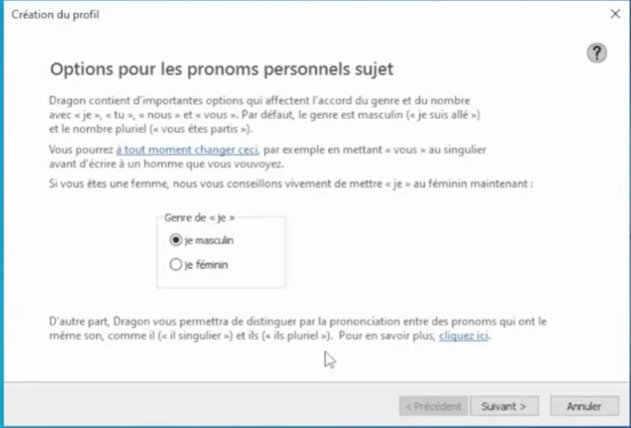 Création du profil
?
Options pour les pronoms personnels sujet
Dragon contient d'importantes options qui affectent l'accord du genre et du nombre
avec « je », « tu », « nous » et « vous ». Par défaut, le genre est masculin (« je suis allé »)
et le nombre pluriel (« vous êtes partis »).
Vous pourrez à tout moment changer ceci, par exemple en mettant « vous » au singulier
avant d'écrire à un homme que vous vouvoyez.
Si vous êtes une femme, nous vous conseillons vivement de mettre « je » au féminin maintenant :
Genre de « je »
je masculin
je féminin
D'autre part, Dragon vous permettra de distinguer par la prononciation entre des pronoms qui ont le
même son, comme il (« il singulier ») et ils (« ils pluriel »). Pour en savoir plus, cliquez ici.
< Précédent Suivant > Annuler